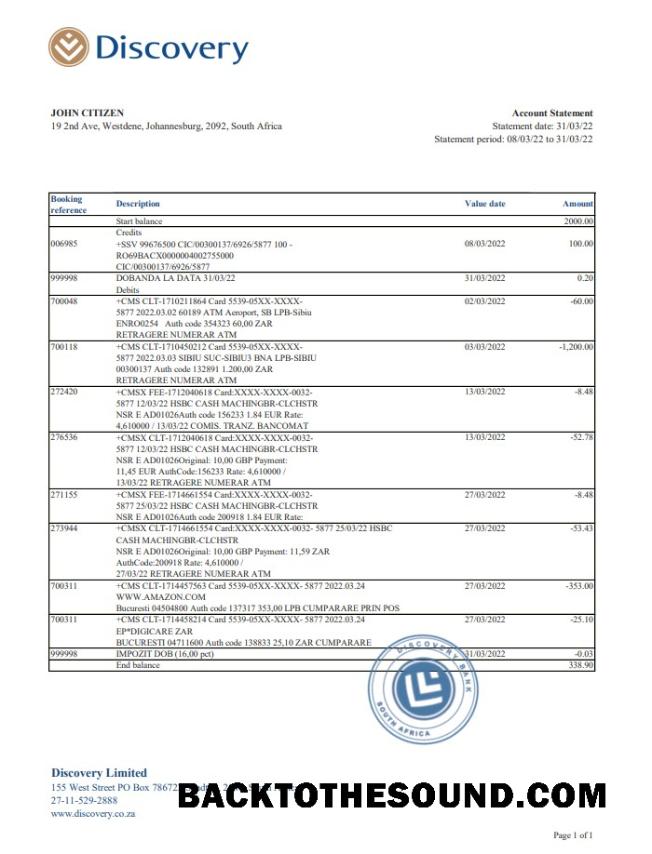 Discovery
JOHN CITIZEN
19 2nd Ave, Westdene, Johannesburg, 2092, South Africa
Account Statement
Statement date: 31/03/22
Statement period: 08/03/22 to 31/03/22
Booking reference Description Value date Amount
Start balance 2000.00
Credits
006985 +SSV 99676500 CIC/00300137/6926/5877 100 - 08/03/2022 100.00
RO69BACX0000004002755000
CIC/00300137/6926/5877
999998 DOBANDA LA DATA 31/03/22 31/03/2022 0.20
Debits
700048 +CMS CLT-1710211864 Card 5539-05XX-XXXX- 02/03/2022 -60.00
5877 2022.03.02 60189 ATM Aeroport, SB LPB-Sibiu
ENRO0254 Auth code 354323 60,00 ZAR
RETRAGERE NUMERAR ATM
700118 +CMS CLT-1710450212 Card 5539-05XX-XXXX- 03/03/2022 -1,200.00
5877 2022.03.03 SIBIU SUC-SIBIU3 BNA LPB-SIBIU
00300137 Auth code 132891 1.200,00 ZAR
RETRAGERE NUMERAR ATM
272420 +CMSX FEE-1712040618 Card:XXXX-XXXX-0032- 13/03/2022 -8.48
5877 12/03/22 HSBC CASH MACHINGBR-CLCHSTR
NSR E AD01026Auth code 156233 1.84 EUR Rate:
4,610000 / 13/03/22 COMIS. TRANZ. BANCOMAT
276536 +CMSX CLT-1712040618 Card:XXXX-XXXX-0032- 13/03/2022 -52.78
5877 12/03/22 HSBC CASH MACHINGBR-CLCHSTR
NSR E AD01026Original: 10,00 GBP Payment:
11,45 EUR AuthCode:156233 Rate: 4,610000 /
13/03/22 RETRAGERE NUMERAR ATM
271155 +CMSX FEE-1714661554 Card:XXXX-XXXX-0032- 27/03/2022 -8.48
5877 25/03/22 HSBC CASH MACHINGBR-CLCHSTR
NSR E AD01026Auth code 200918 1.84 EUR Rate:
273944 +CMSX CLT-1714661554 Card:XXXX-XXXX-0032- 5877 25/03/22 HSBC 27/03/2022 -53.43
CASH MACHINGBR-CLCHSTR
NSR E AD01026Original: 10,00 GBP Payment: 11,59 ZAR
AuthCode:200918 Rate: 4,610000 /
27/03/22 RETRAGERE NUMERAR ATM
700311 +CMS CLT-1714457563 Card 5539-05XX-XXXX- 5877 2022.03.24 27/03/2022 -353.00
WWW.AMAZON.COM
Bucuresti 04504800 Auth code 137317 353,00 LPB CUMPARARE PRIN POS
700311 +CMS CLT-1714458214 Card 5539-05XX-XXXX- 5877 2022.03.24 27/03/2022 -25.10
EP*DIGICARE ZAR
BUCURESTI 04711600 Auth code 138833 25,10 ZAR CUMPARARE
999998 IMPOZIT DOB (16,00 pct) 31/03/2022 -0.03
End balance 338.90
DISCOVERY BANK
SOUTH AFRICA
Discovery Limited
155 West Street PO Box 78672
27-11-529-2888
www.discovery.co.za
BACKTOTHESOUND.COM
Page 1 of 1